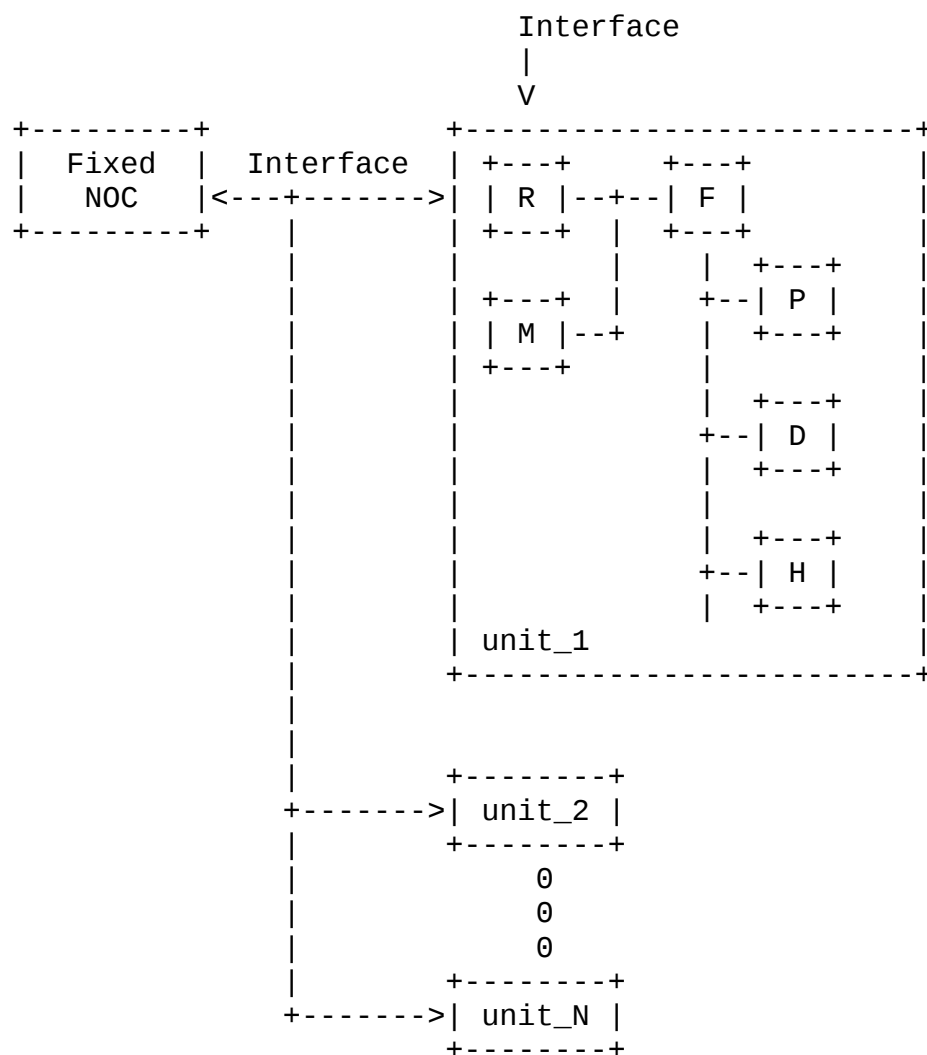 Interface
Fixed Interface
NOC R F
P
M
D
H
unit_1
unit_2
0
0
0
unit_N